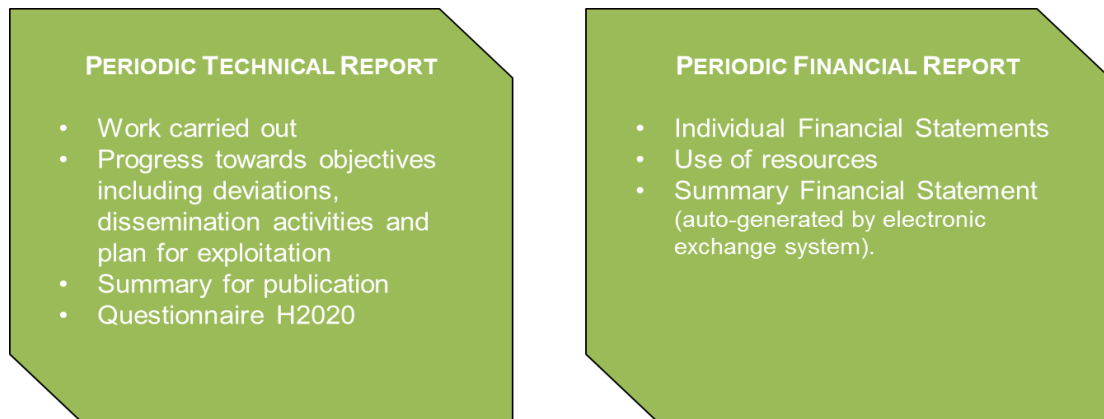 PERIODIC TECHNICAL REPORT
• Work carried out
• Progress towards objectives
including deviations,
dissemination activities and
plan for exploitation
• Summary for publication
• Questionnaire H2020
PERIODIC FINANCIAL REPORT
• Individual Financial Statements
• Use of resources
• Summary Financial Statement
(auto-generated by electronic
exchange system).